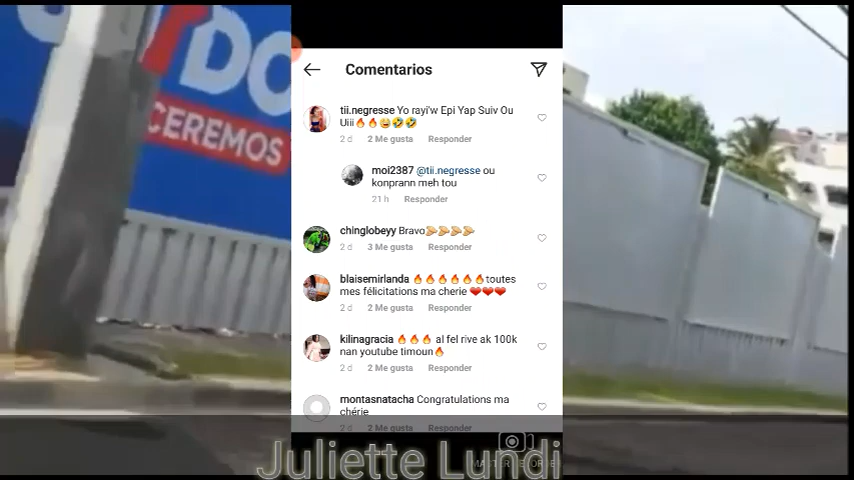 DO
CEREMOS
Comentarios
tii.negresse Yo rayi'w Epi Yap Suiv Ou
Uiii🔥🔥😂🤣🤣
2 d 2 Me gusta Responder
moi2387 @tii.negresse ou
konprann meh tou
21 h Responder
chinglobeyy Bravo👏👏👏👏
2 d 3 Me gusta Responder
blaisemirlanda 🔥🔥🔥🔥🔥🔥toutes
mes félicitations ma cherie ❤❤❤
2 d 2 Me gusta Responder
kilinagracia 🔥🔥🔥 al fel rive ak 100k
nan youtube timoun🔥
2 d 2 Me gusta Responder
montasnatacha Congratulations ma
chérie
2 d 2 Me gusta Responder
Juliette Lundi